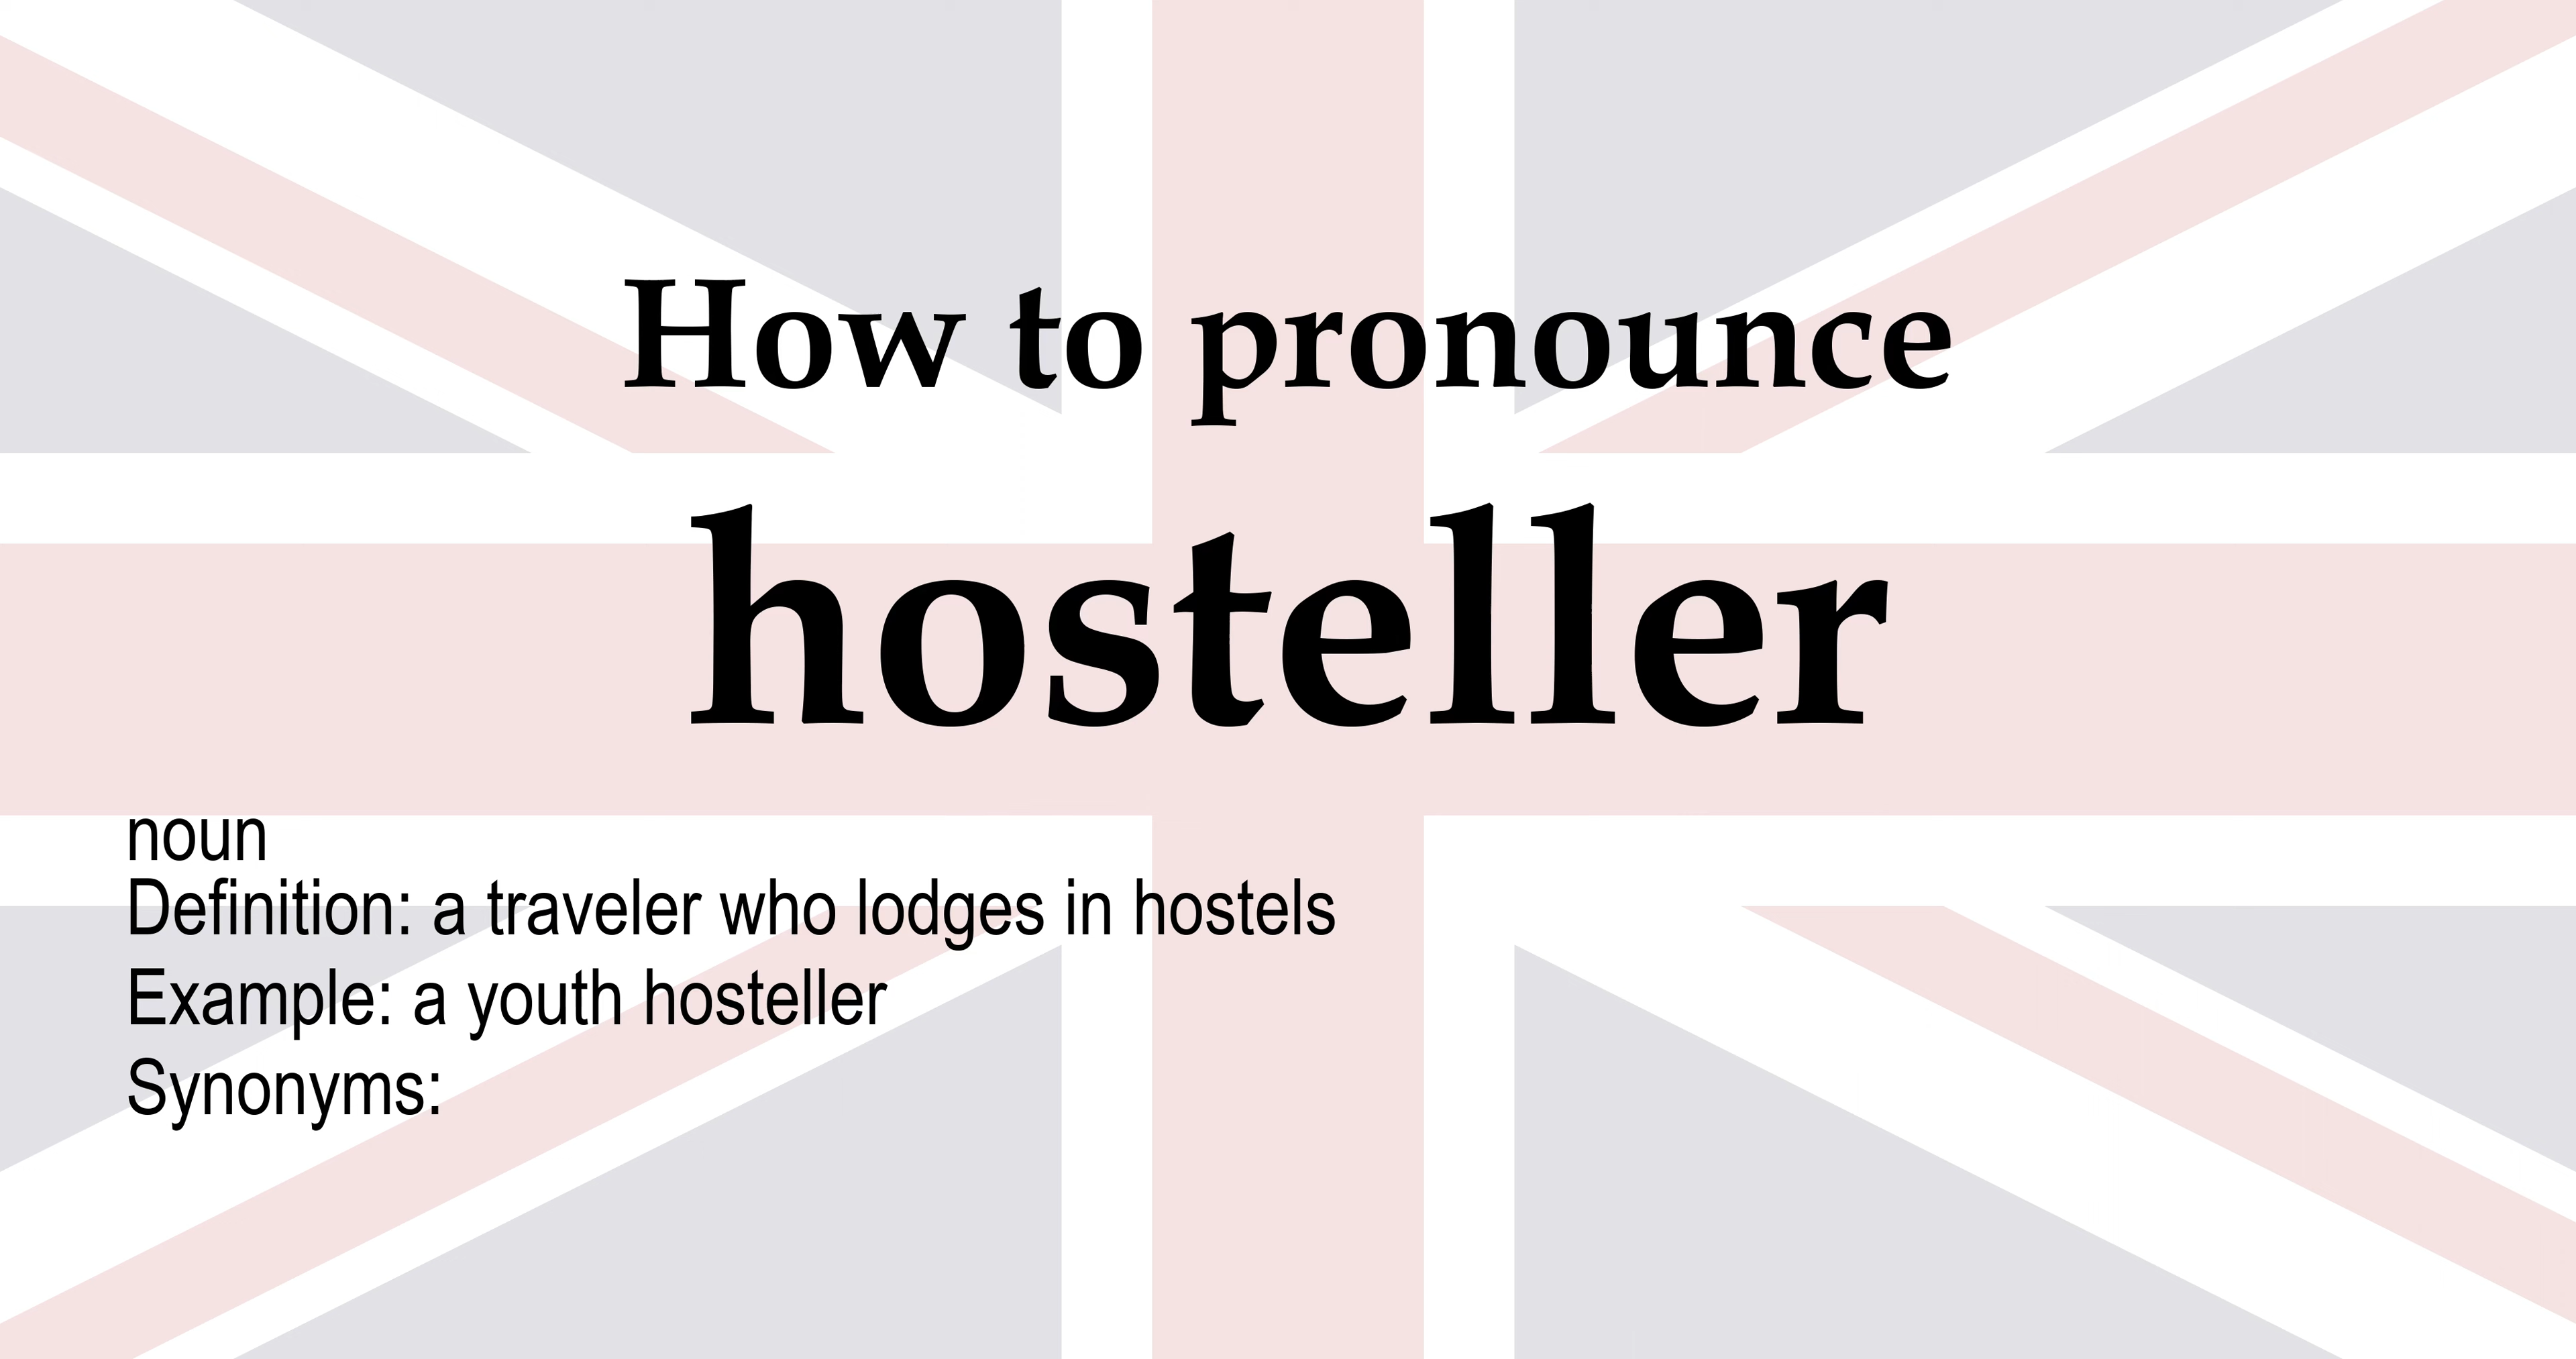 How to pronounce
hosteller
noun
Definition: a traveler who lodges in hostels
Example: a youth hosteller
Synonyms: